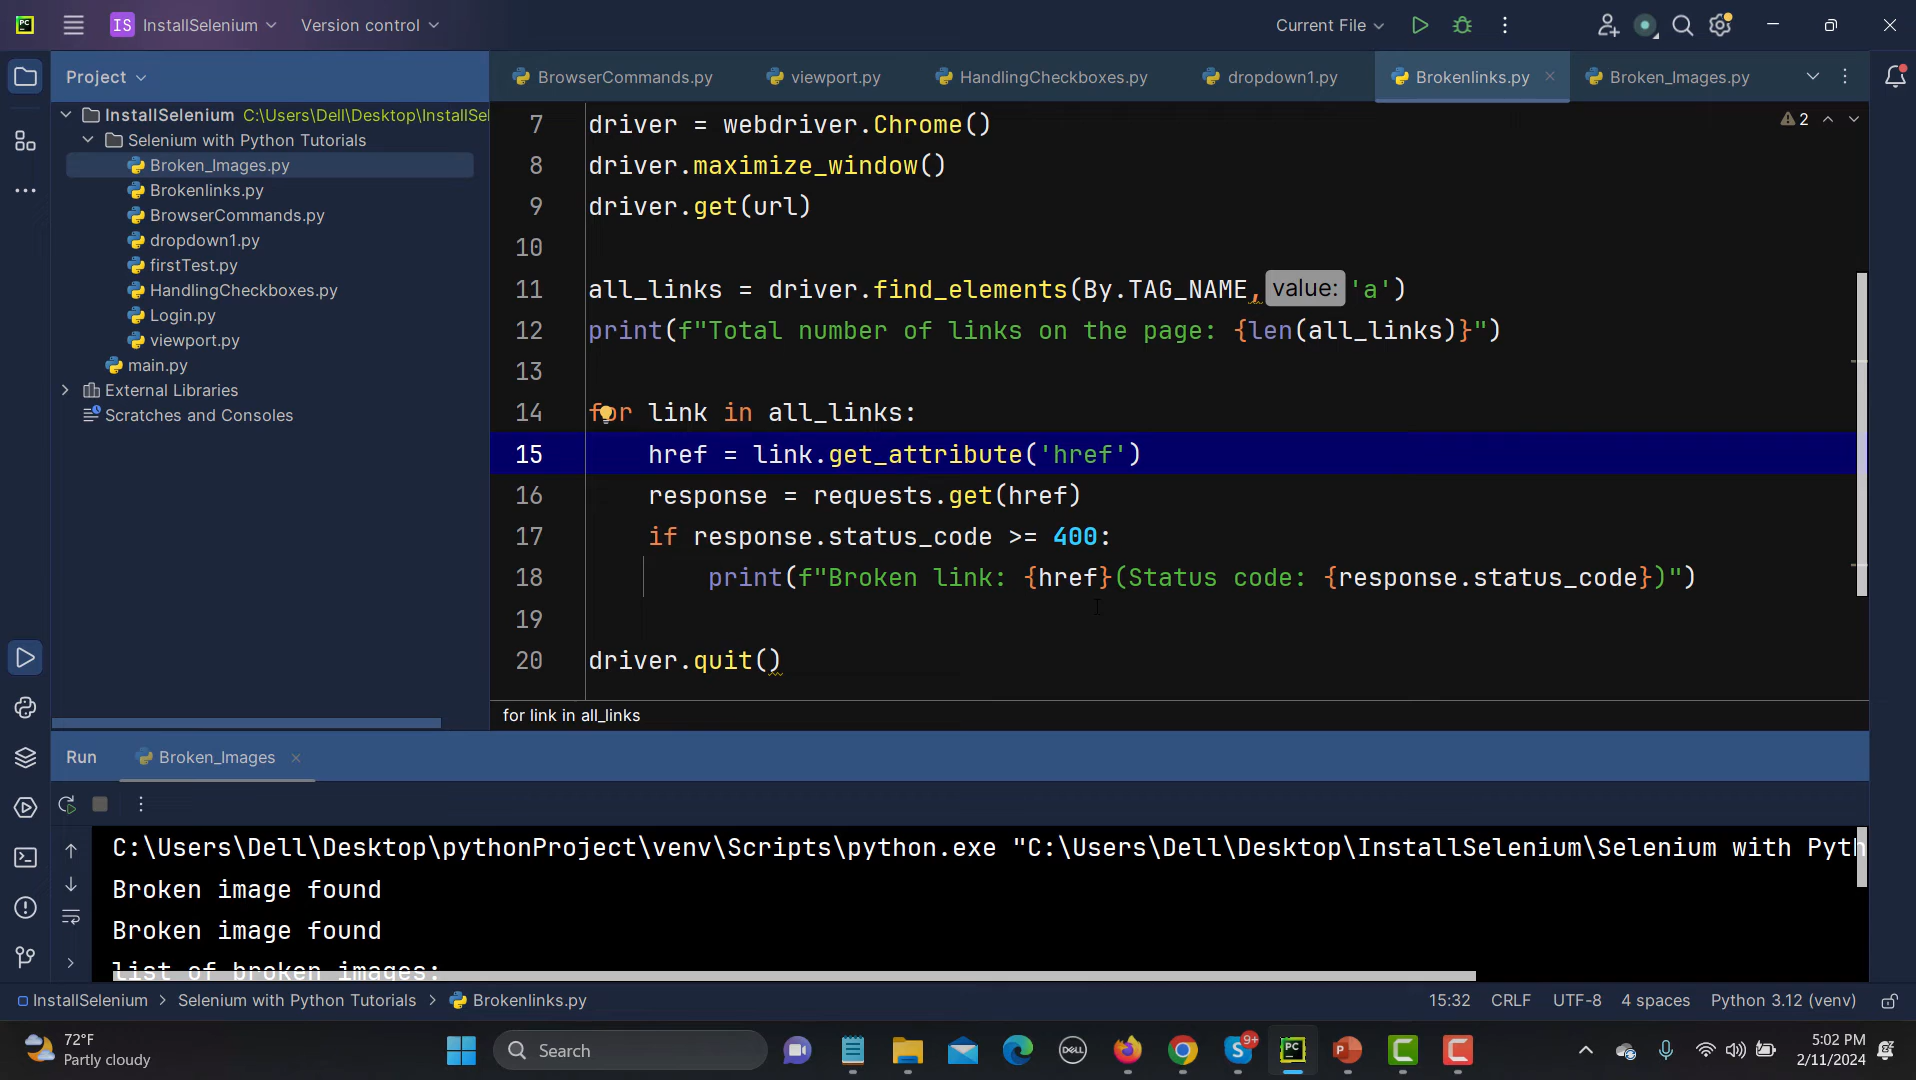 PC
IS InstallSelenium
Version control
Current File
Project
BrowserCommands.py
viewport.py
HandlingCheckboxes.py
dropdown1.py
Brokenlinks.py
Broken_Images.py
InstallSelenium C:\Users\Dell\Desktop\InstallSel
Selenium with Python Tutorials
Broken_Images.py
Brokenlinks.py
BrowserCommands.py
dropdown1.py
firstTest.py
HandlingCheckboxes.py
Login.py
viewport.py
main.py
External Libraries
Scratches and Consoles
2
7 driver = webdriver.Chrome()
8 driver.maximize_window()
9 driver.get(url)
10
11 all_links = driver.find_elements(By.TAG_NAME, value: 'a')
12 print(f"Total number of links on the page: {len(all_links)}")
13
14 for link in all_links:
15 href = link.get_attribute('href')
16 response = requests.get(href)
17 if response.status_code >= 400:
18 print(f"Broken link: {href}(Status code: {response.status_code})")
19
20 driver.quit()
for link in all_links
Run
Broken_Images
C:\Users\Dell\Desktop\pythonProject\venv\Scripts\python.exe "C:\Users\Dell\Desktop\InstallSelenium\Selenium with Pyth
Broken image found
Broken image found
list of broken images:
InstallSelenium > Selenium with Python Tutorials > Brokenlinks.py
15:32 CRLF UTF-8 4 spaces Python 3.12 (venv)
72°F
Partly cloudy
Search
DELL
9+
PC
5:02 PM
2/11/2024